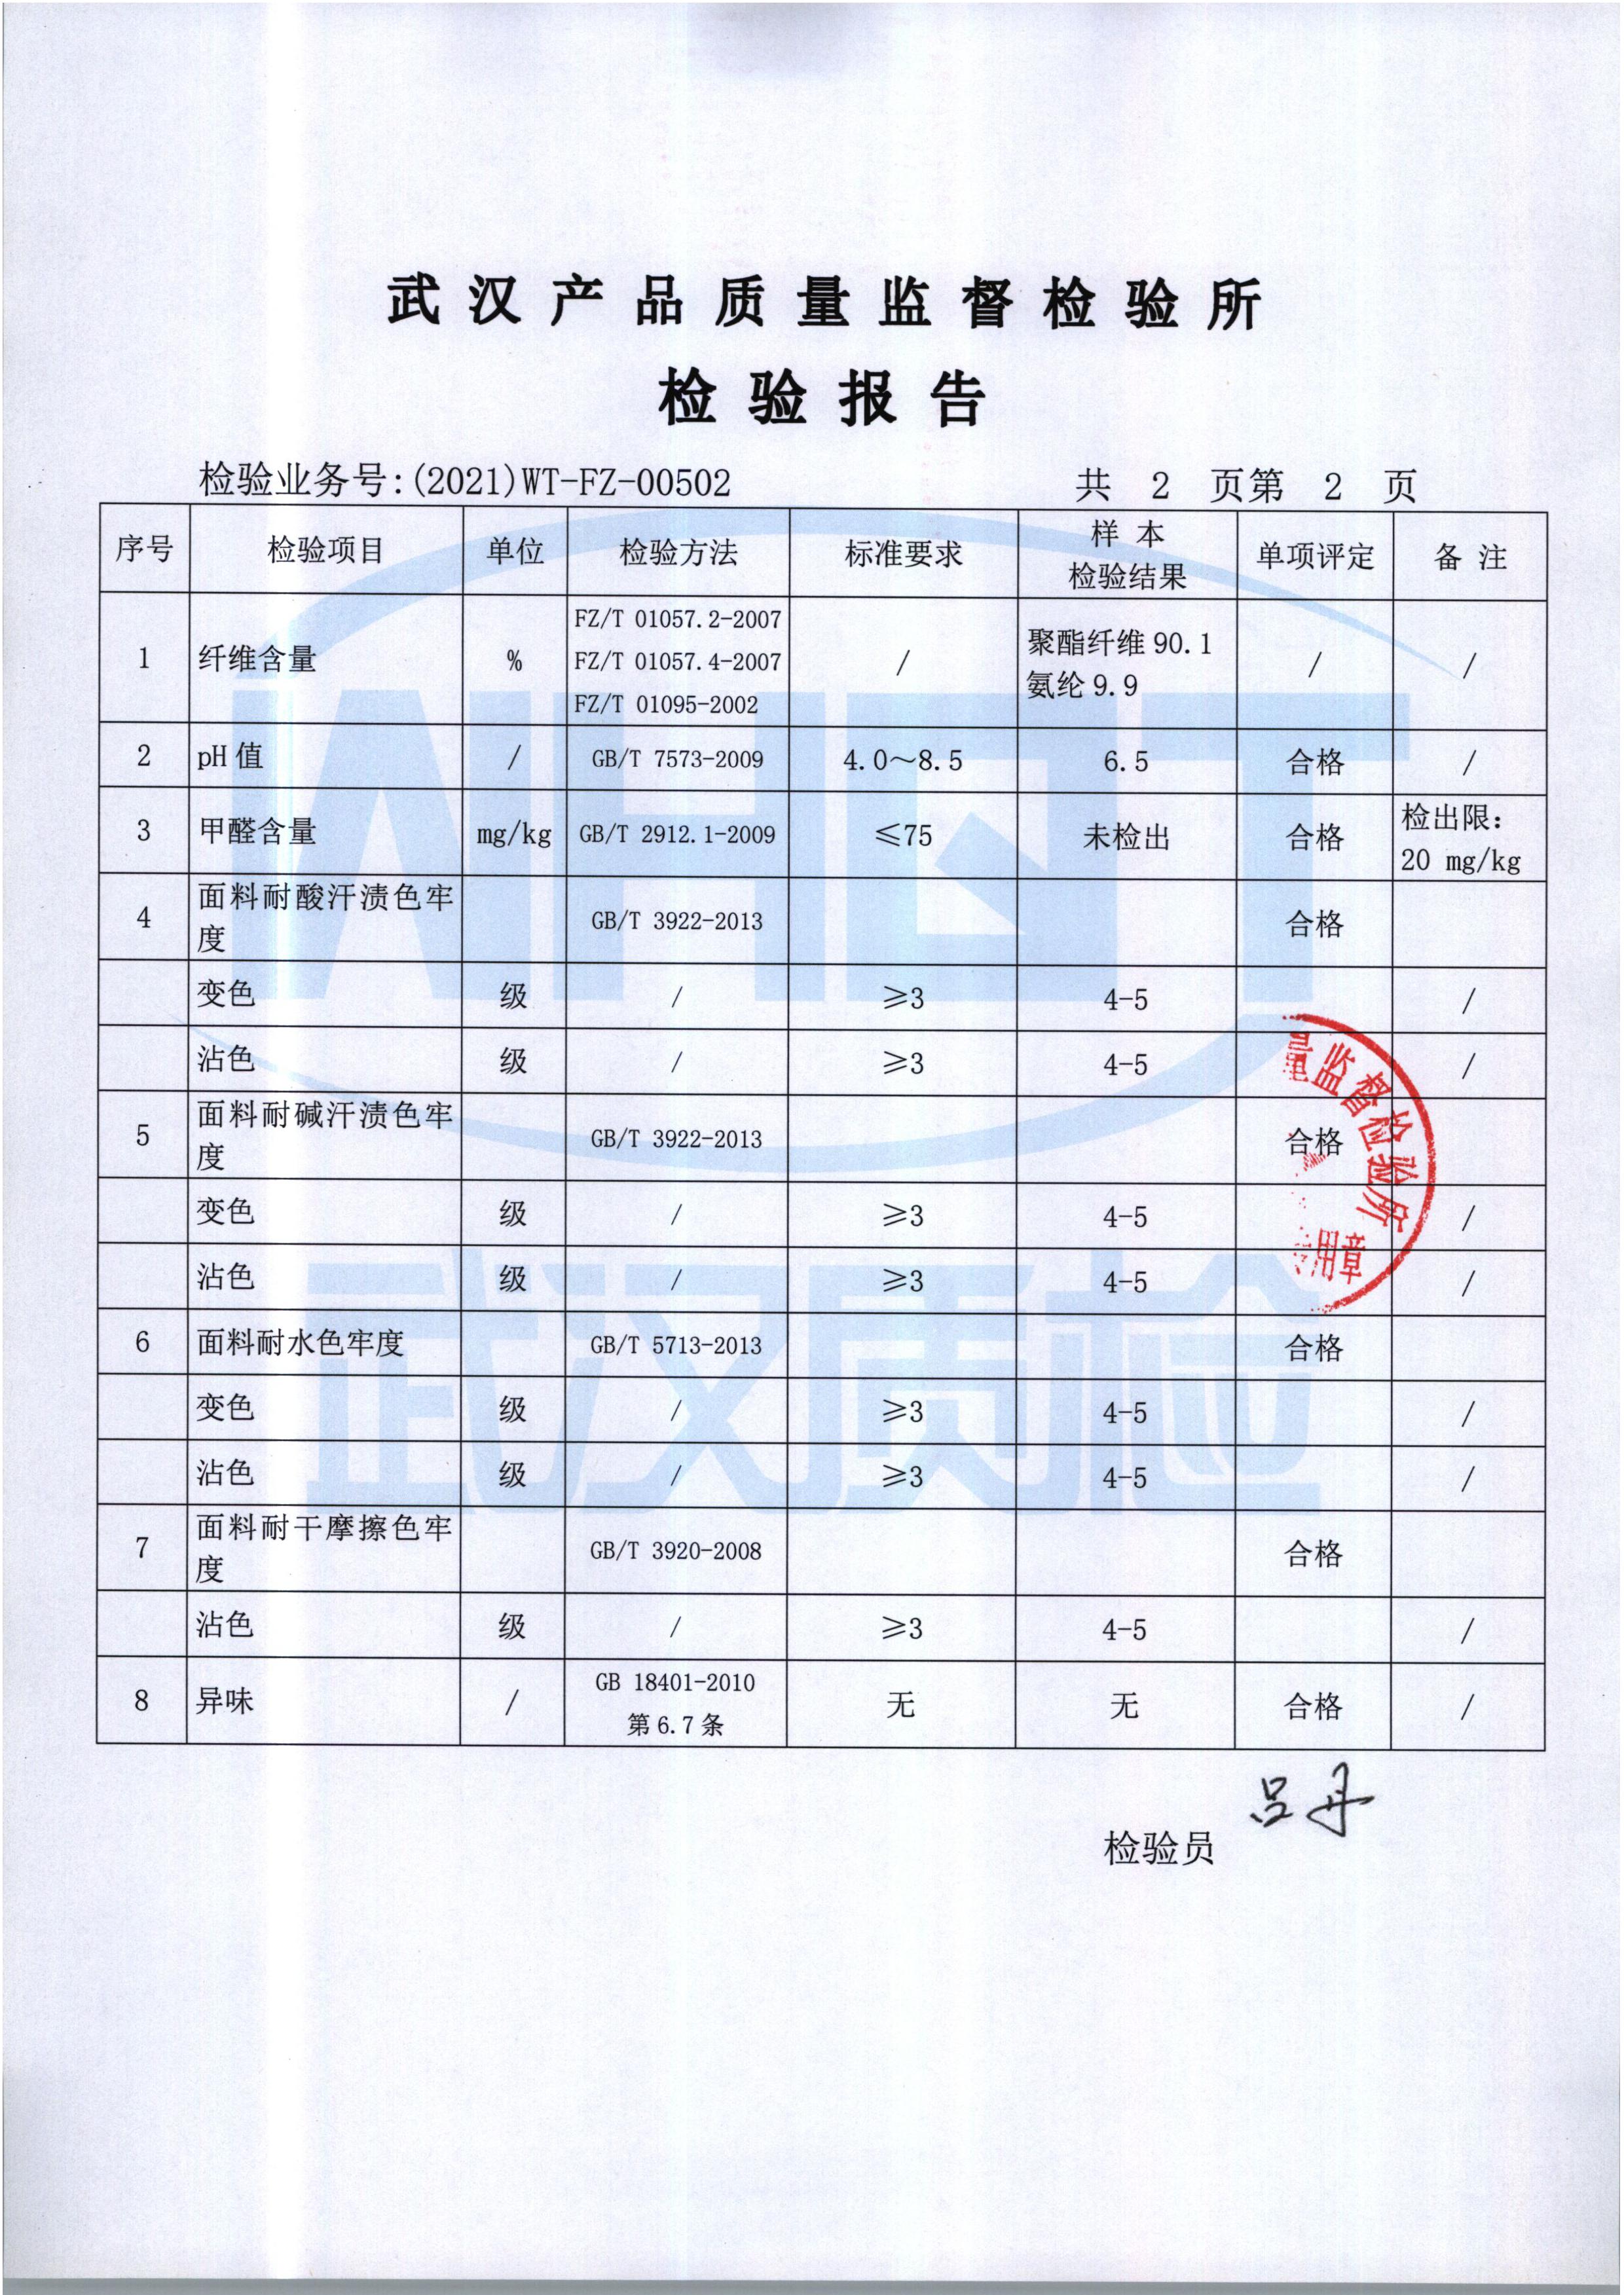 武汉产品质量监督检验所
检验报告
检验业务号:(2021)WT-FZ-00502 共 2 页第 2 页
序号 检验项目 单位 检验方法 标准要求 样本 检验结果 单项评定 备注
1 纤维含量 % FZ/T 01057.2-2007 FZ/T 01057.4-2007 FZ/T 01095-2002 / 聚酯纤维90.1 氨纶9.9 / /
2 pH值 / GB/T 7573-2009 4.0～8.5 6.5 合格 /
3 甲醛含量 mg/kg GB/T 2912.1-2009 ≤75 未检出 合格 检出限: 20 mg/kg
4 面料耐酸汗渍色牢度 GB/T 3922-2013 合格
变色 级 / ≥3 4-5 /
沾色 级 / ≥3 4-5 /
5 面料耐碱汗渍色牢度 GB/T 3922-2013 合格
变色 级 / ≥3 4-5 /
沾色 级 / ≥3 4-5 /
6 面料耐水色牢度 GB/T 5713-2013 合格
变色 级 / ≥3 4-5 /
沾色 级 / ≥3 4-5 /
7 面料耐干摩擦色牢度 GB/T 3920-2008 合格
沾色 级 / ≥3 4-5 /
8 异味 / GB 18401-2010 第6.7条 无 无 合格 /
检验员 吕丹
WHQT
武汉质检
量监督检验所
用章